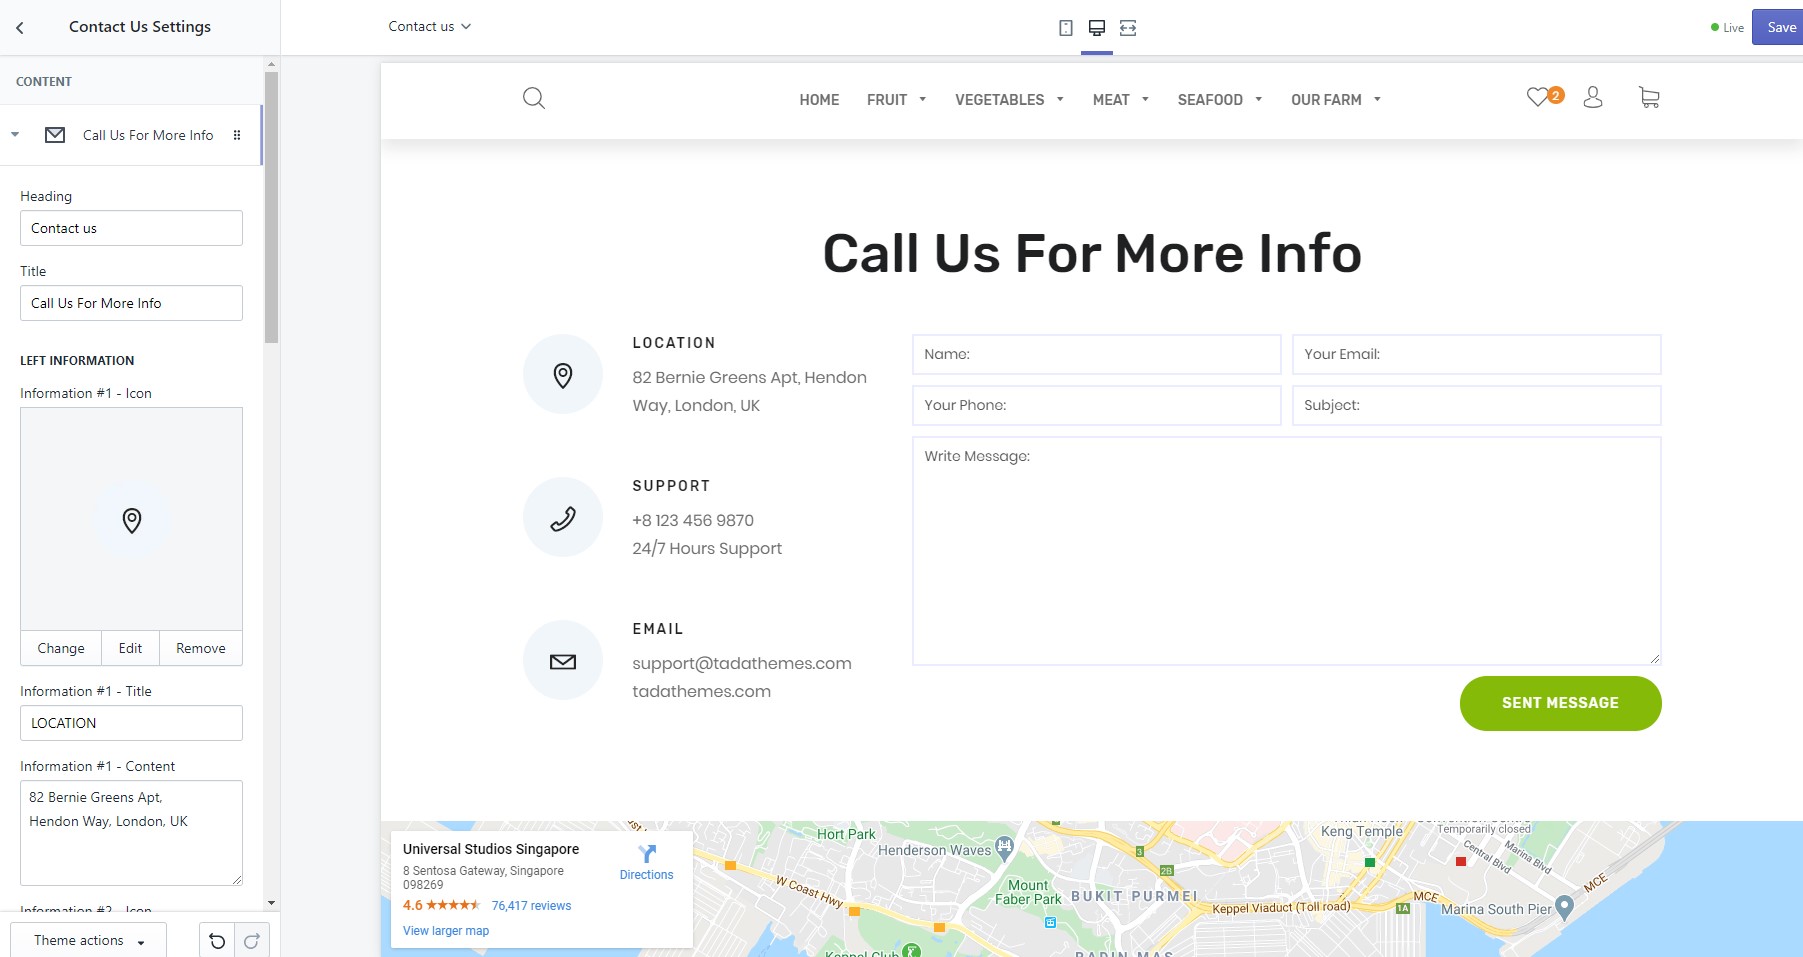 Contact Us Settings
Contact us
Live
Save
CONTENT
Call Us For More Info
Heading
Contact us
Title
Call Us For More Info
LEFT INFORMATION
Information #1 - Icon
Change
Edit
Remove
Information #1 - Title
LOCATION
Information #1 - Content
82 Bernie Greens Apt,
Hendon Way, London, UK
Information #2 - Icon
Theme actions
HOME
FRUIT
VEGETABLES
MEAT
SEAFOOD
OUR FARM
2
Call Us For More Info
LOCATION
82 Bernie Greens Apt, Hendon
Way, London, UK
SUPPORT
+8 123 456 9870
24/7 Hours Support
EMAIL
support@tadathemes.com
tadathemes.com
Name:
Your Email:
Your Phone:
Subject:
Write Message:
SENT MESSAGE
Universal Studios Singapore
8 Sentosa Gateway, Singapore
098269
4.6
76,417 reviews
View larger map
Directions
Hort Park
Henderson Waves
W Coast Hwy
Mount
Faber Park
BUKIT PURMEI
3
2B
Keng Temple
Temporarily closed
Central Blvd
Marina Blvd
MCE
MCE
Keppel Viaduct (Toll road)
1A
Marina South Pier
Keppel Club
RADIN MAS